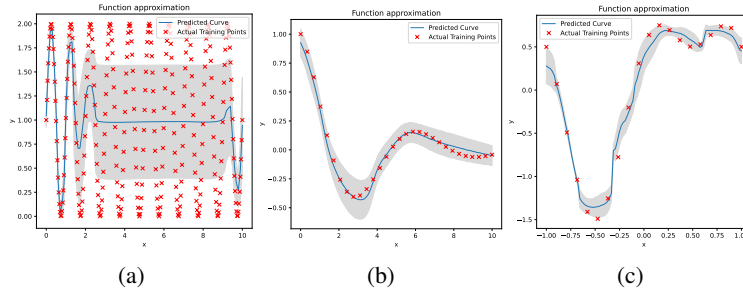 Function approximation
Predicted Curve
Actual Training Points
2.00
1.75
1.50
1.25
1.00
0.75
0.50
0.25
0.00
y
0 2 4 6 8 10
x
(a)
Function approximation
Predicted Curve
Actual Training Points
1.00
0.75
0.50
0.25
0.00
−0.25
−0.50
y
0 2 4 6 8 10
x
(b)
Function approximation
Predicted Curve
Actual Training Points
0.5
0.0
−0.5
−1.0
−1.5
y
−1.00 −0.75 −0.50 −0.25 0.00 0.25 0.50 0.75 1.00
x
(c)